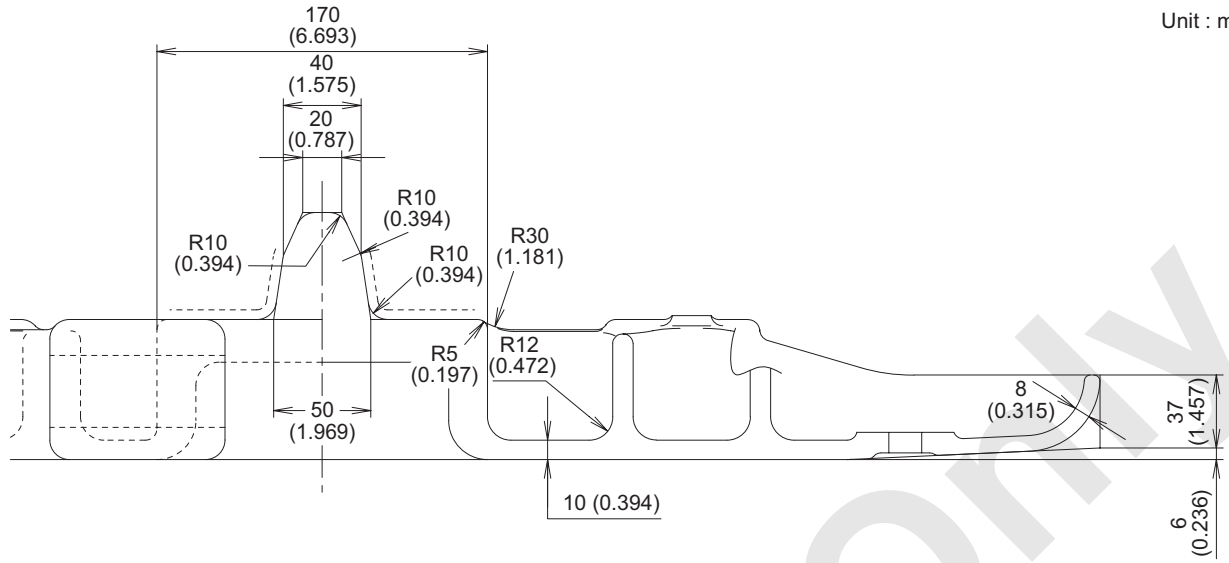 170
(6.693)
Unit : m
40
(1.575)
20
(0.787)
R10
(0.394)
R10
(0.394)
R10
(0.394)
R30
(1.181)
R5
(0.197)
R12
(0.472)
50
(1.969)
8
(0.315)
37
(1.457)
10 (0.394)
6
(0.236)
Only